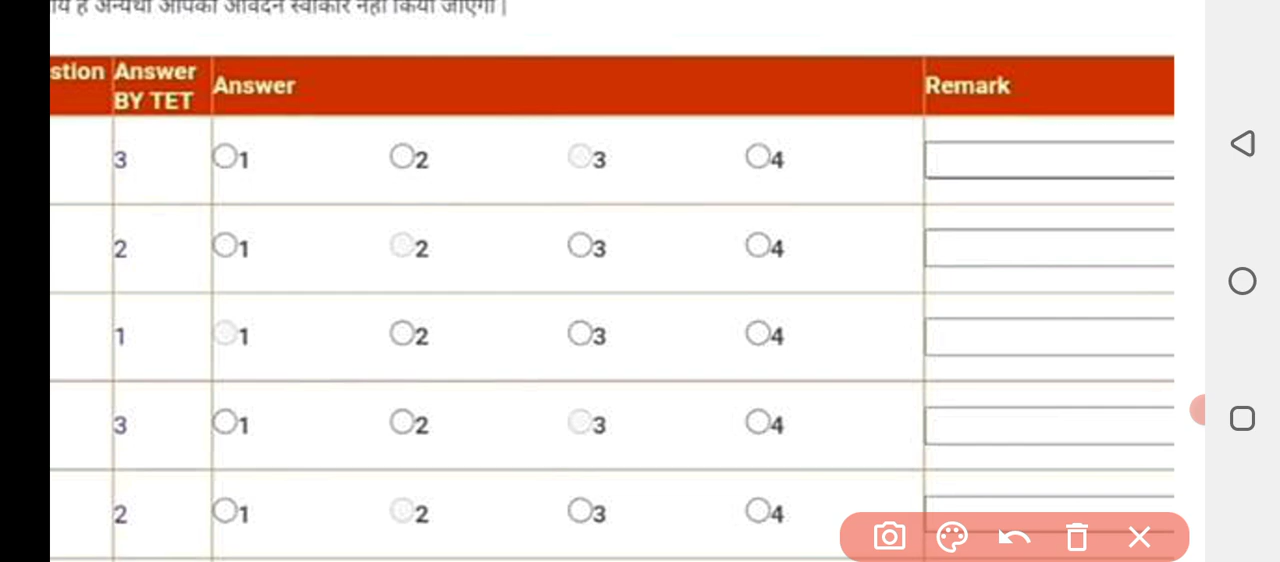 है अन्यथा आपका आवेदन स्वीकार नहीं किया जाएगा |
stion Answer BY TET Answer Remark
3 1 2 3 4
2 1 2 3 4
1 1 2 3 4
3 1 2 3 4
2 1 2 3 4